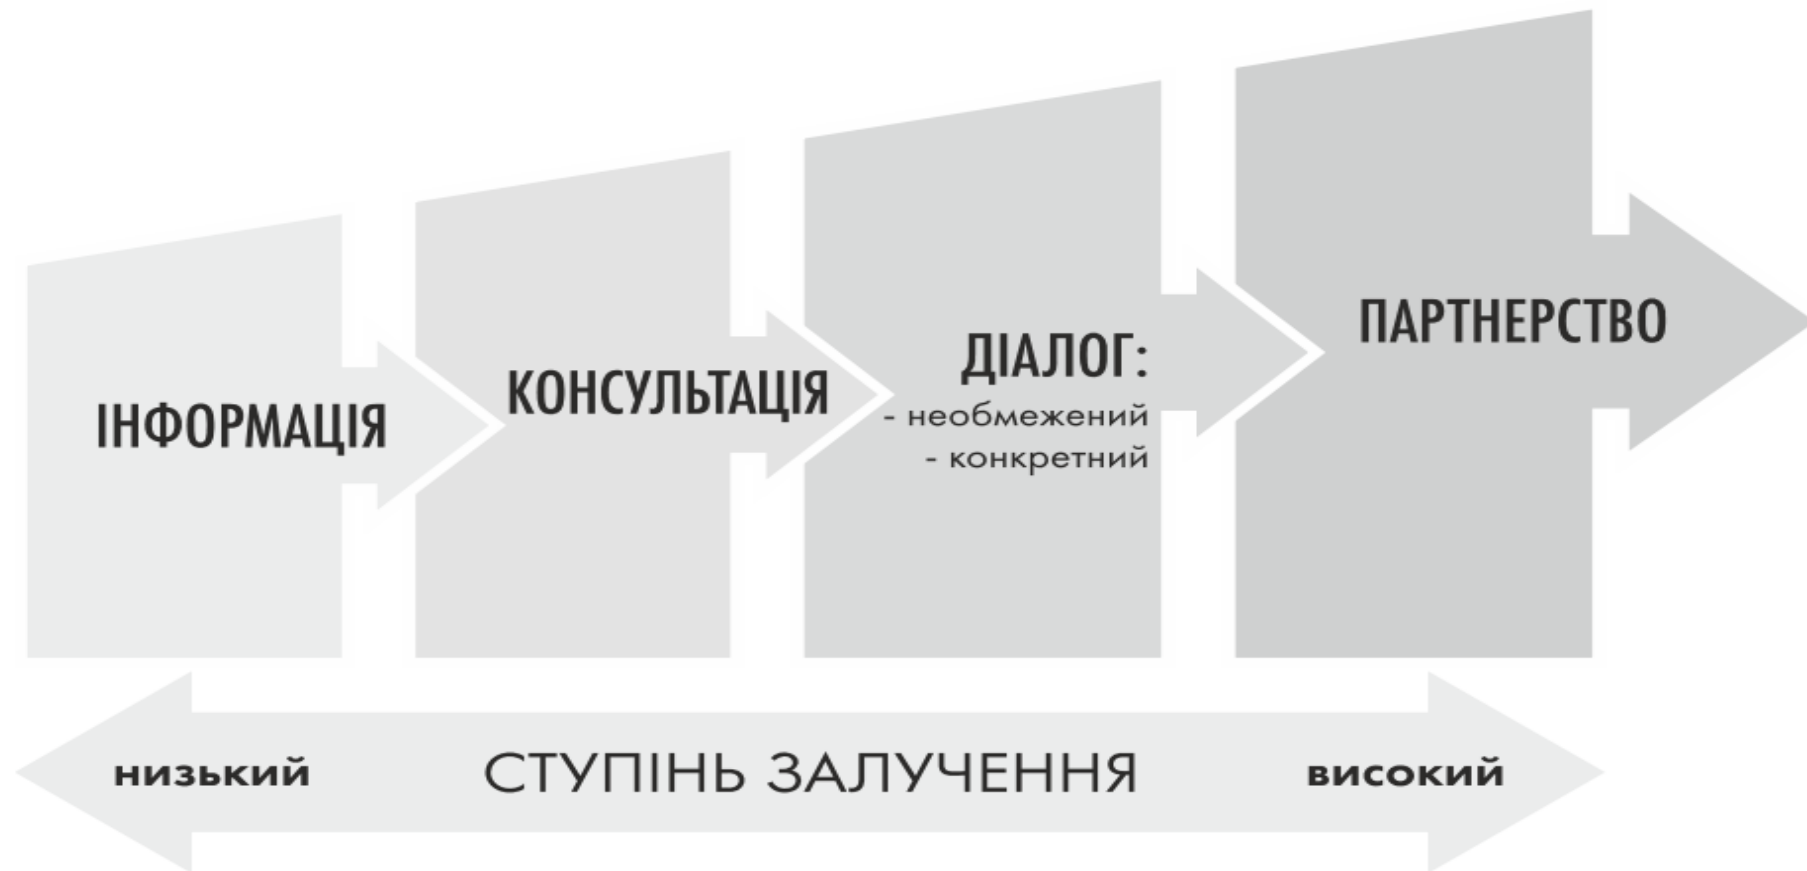 ІНФОРМАЦІЯ
КОНСУЛЬТАЦІЯ
ДІАЛОГ:
- необмежений
- конкретний
ПАРТНЕРСТВО
низький
СТУПІНЬ ЗАЛУЧЕННЯ
високий